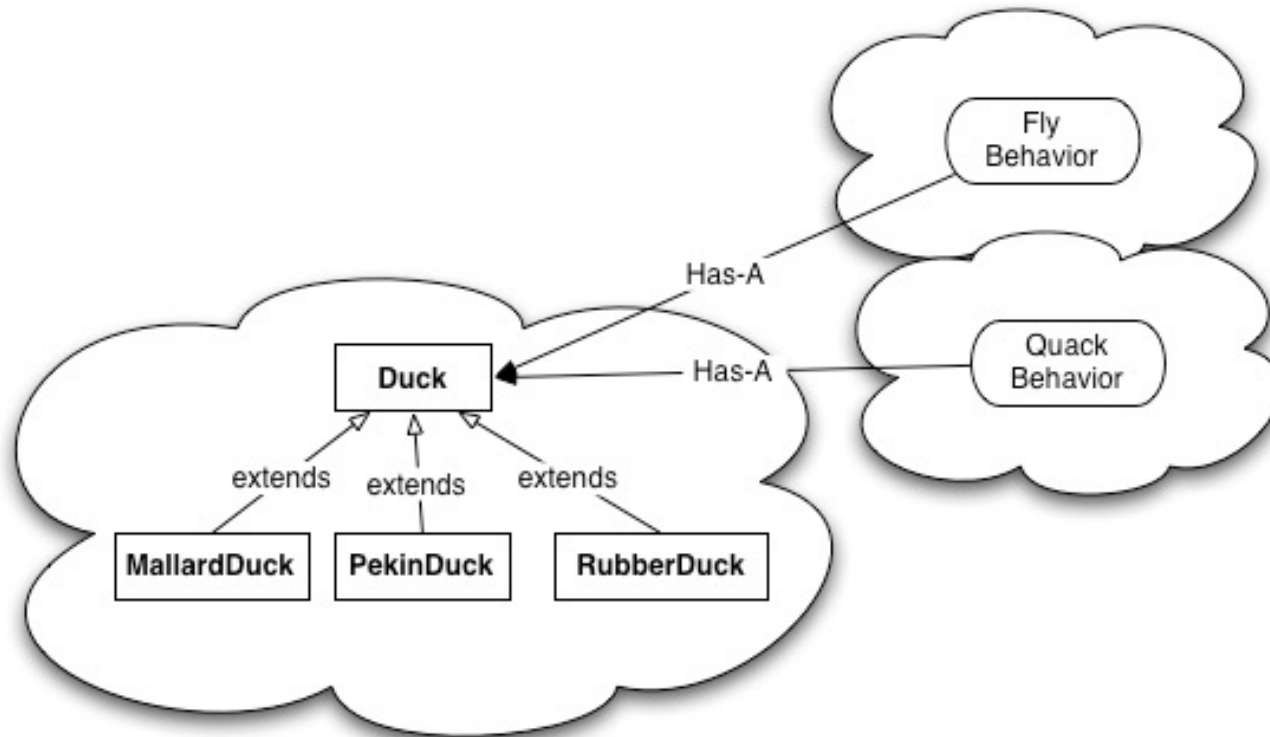 Fly
Behavior
Has-A
Quack
Behavior
Has-A
Duck
extends
extends
extends
MallardDuck
PekinDuck
RubberDuck